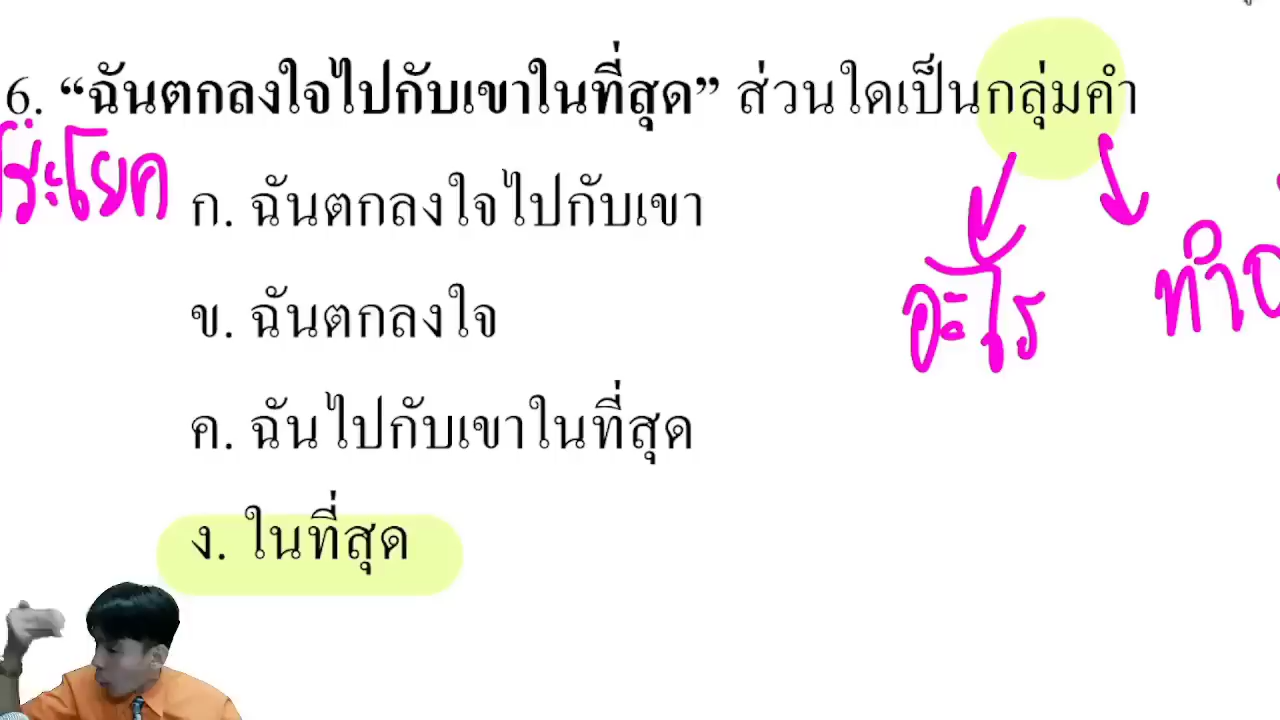 6. “ฉันตกลงใจไปกับเขาในที่สุด” ส่วนใดเป็นกลุ่มคำ
ประโยค
ก. ฉันตกลงใจไปกับเขา
อะไร
ข. ฉันตกลงใจ
ค. ฉันไปกับเขาในที่สุด
ง. ในที่สุด